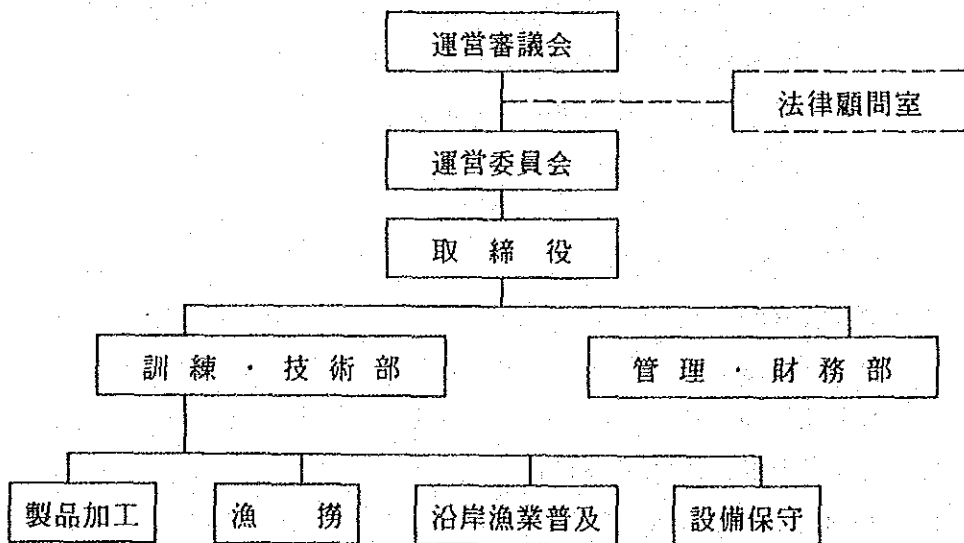 運営審議会
法律顧問室
運営委員会
取締役
訓練・技術部
管理・財務部
製品加工
漁撈
沿岸漁業普及
設備保守